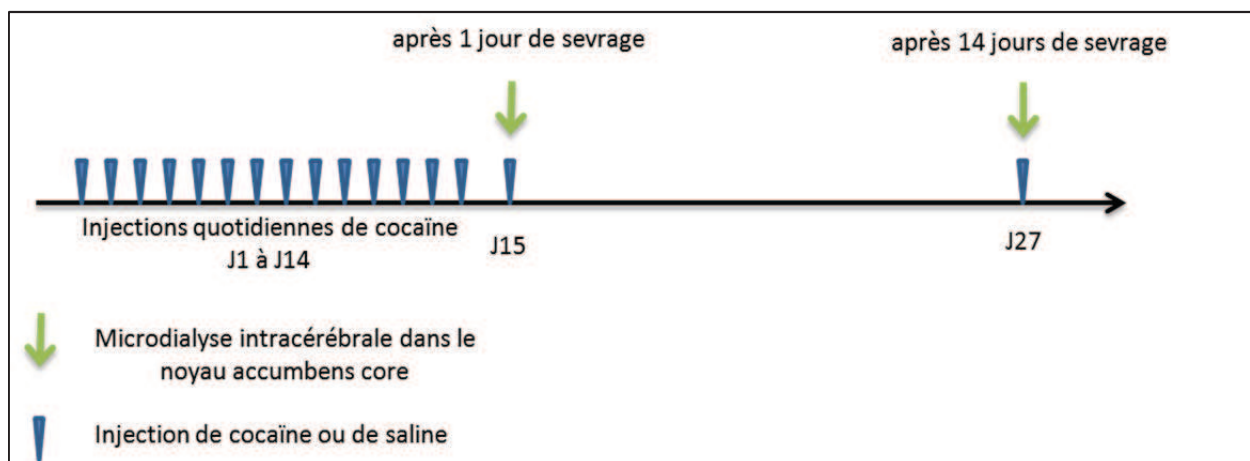 après 1 jour de sevrage
après 14 jours de sevrage
Injections quotidiennes de cocaïne
J1 à J14
J15
J27
Microdialyse intracérébrale dans le
noyau accumbens core
Injection de cocaïne ou de saline